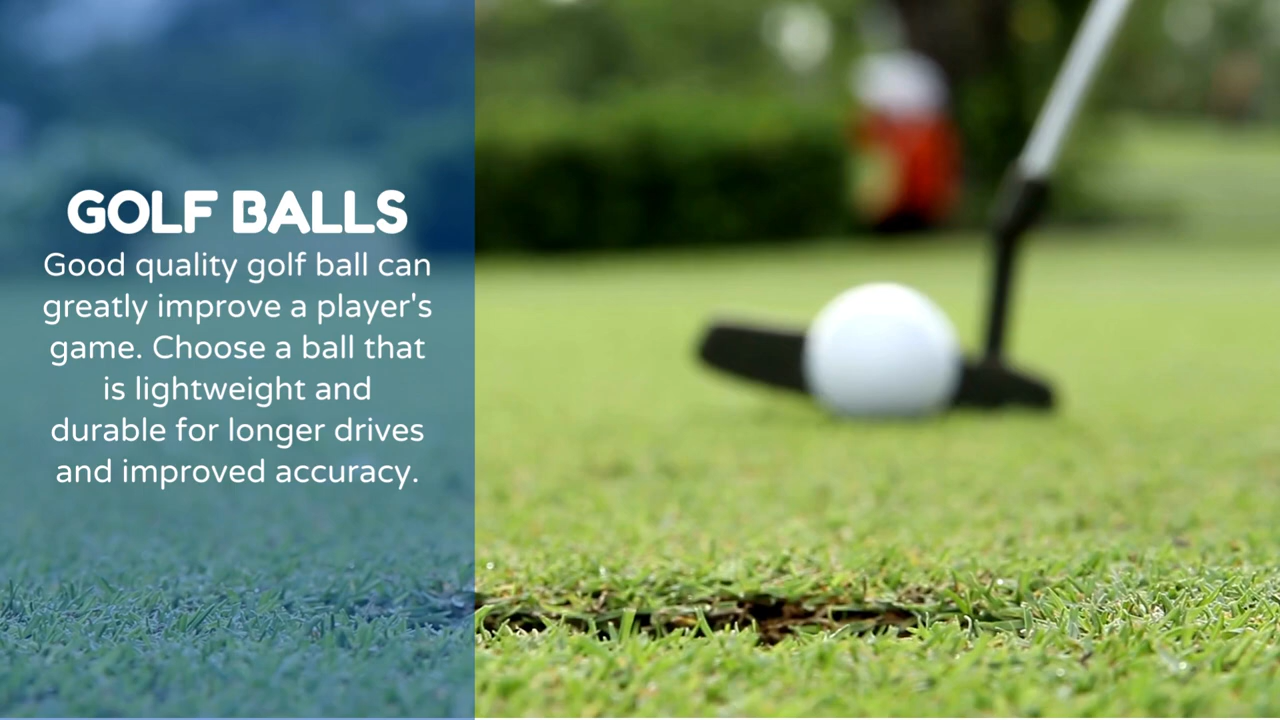 GOLF BALLS
Good quality golf ball can
greatly improve a player's
game. Choose a ball that
is lightweight and
durable for longer drives
and improved accuracy.